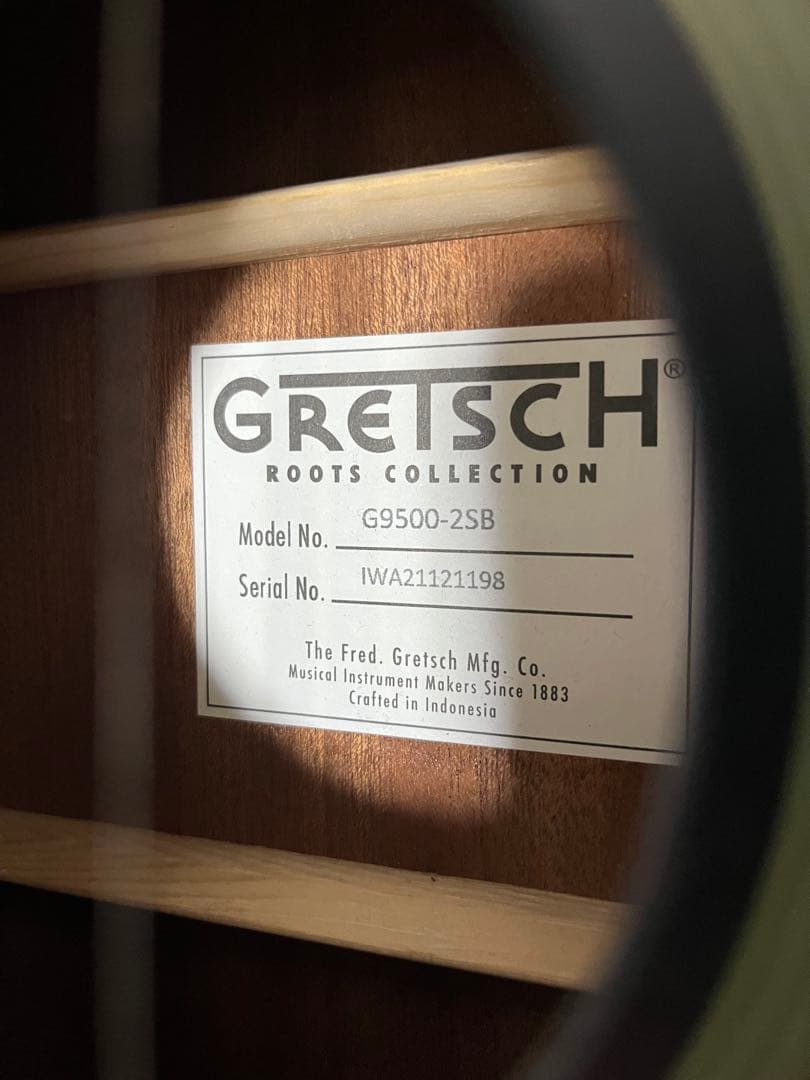 GRETSCH®
ROOTS COLLECTION
Model No. G9500-2SB
Serial No. IWA21121198
The Fred. Gretsch Mfg. Co.
Musical Instrument Makers Since 1883
Crafted in Indonesia